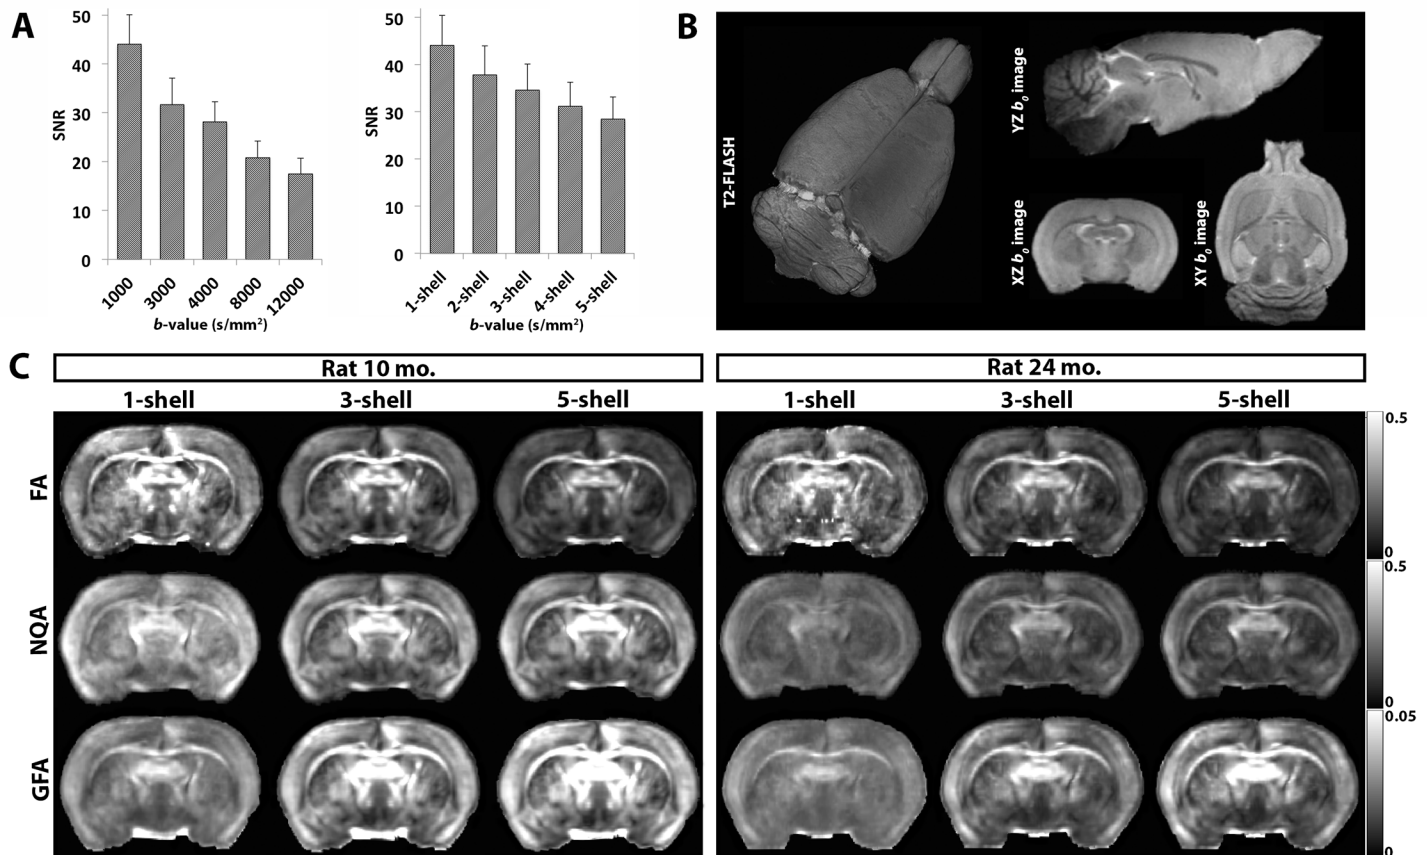 A
50
40
30
20
10
0
SNR
1000
3000
4000
8000
12000
b-value (s/mm²)
50
40
30
20
10
0
SNR
1-shell
2-shell
3-shell
4-shell
5-shell
b-value (s/mm²)
B
T2-FLASH
YZ b₀ image
XZ b₀ image
XY b₀ image
C
Rat 10 mo.
Rat 24 mo.
1-shell 3-shell 5-shell
1-shell 3-shell 5-shell
FA
NQA
GFA
0.5
0
0.5
0
0.05
0